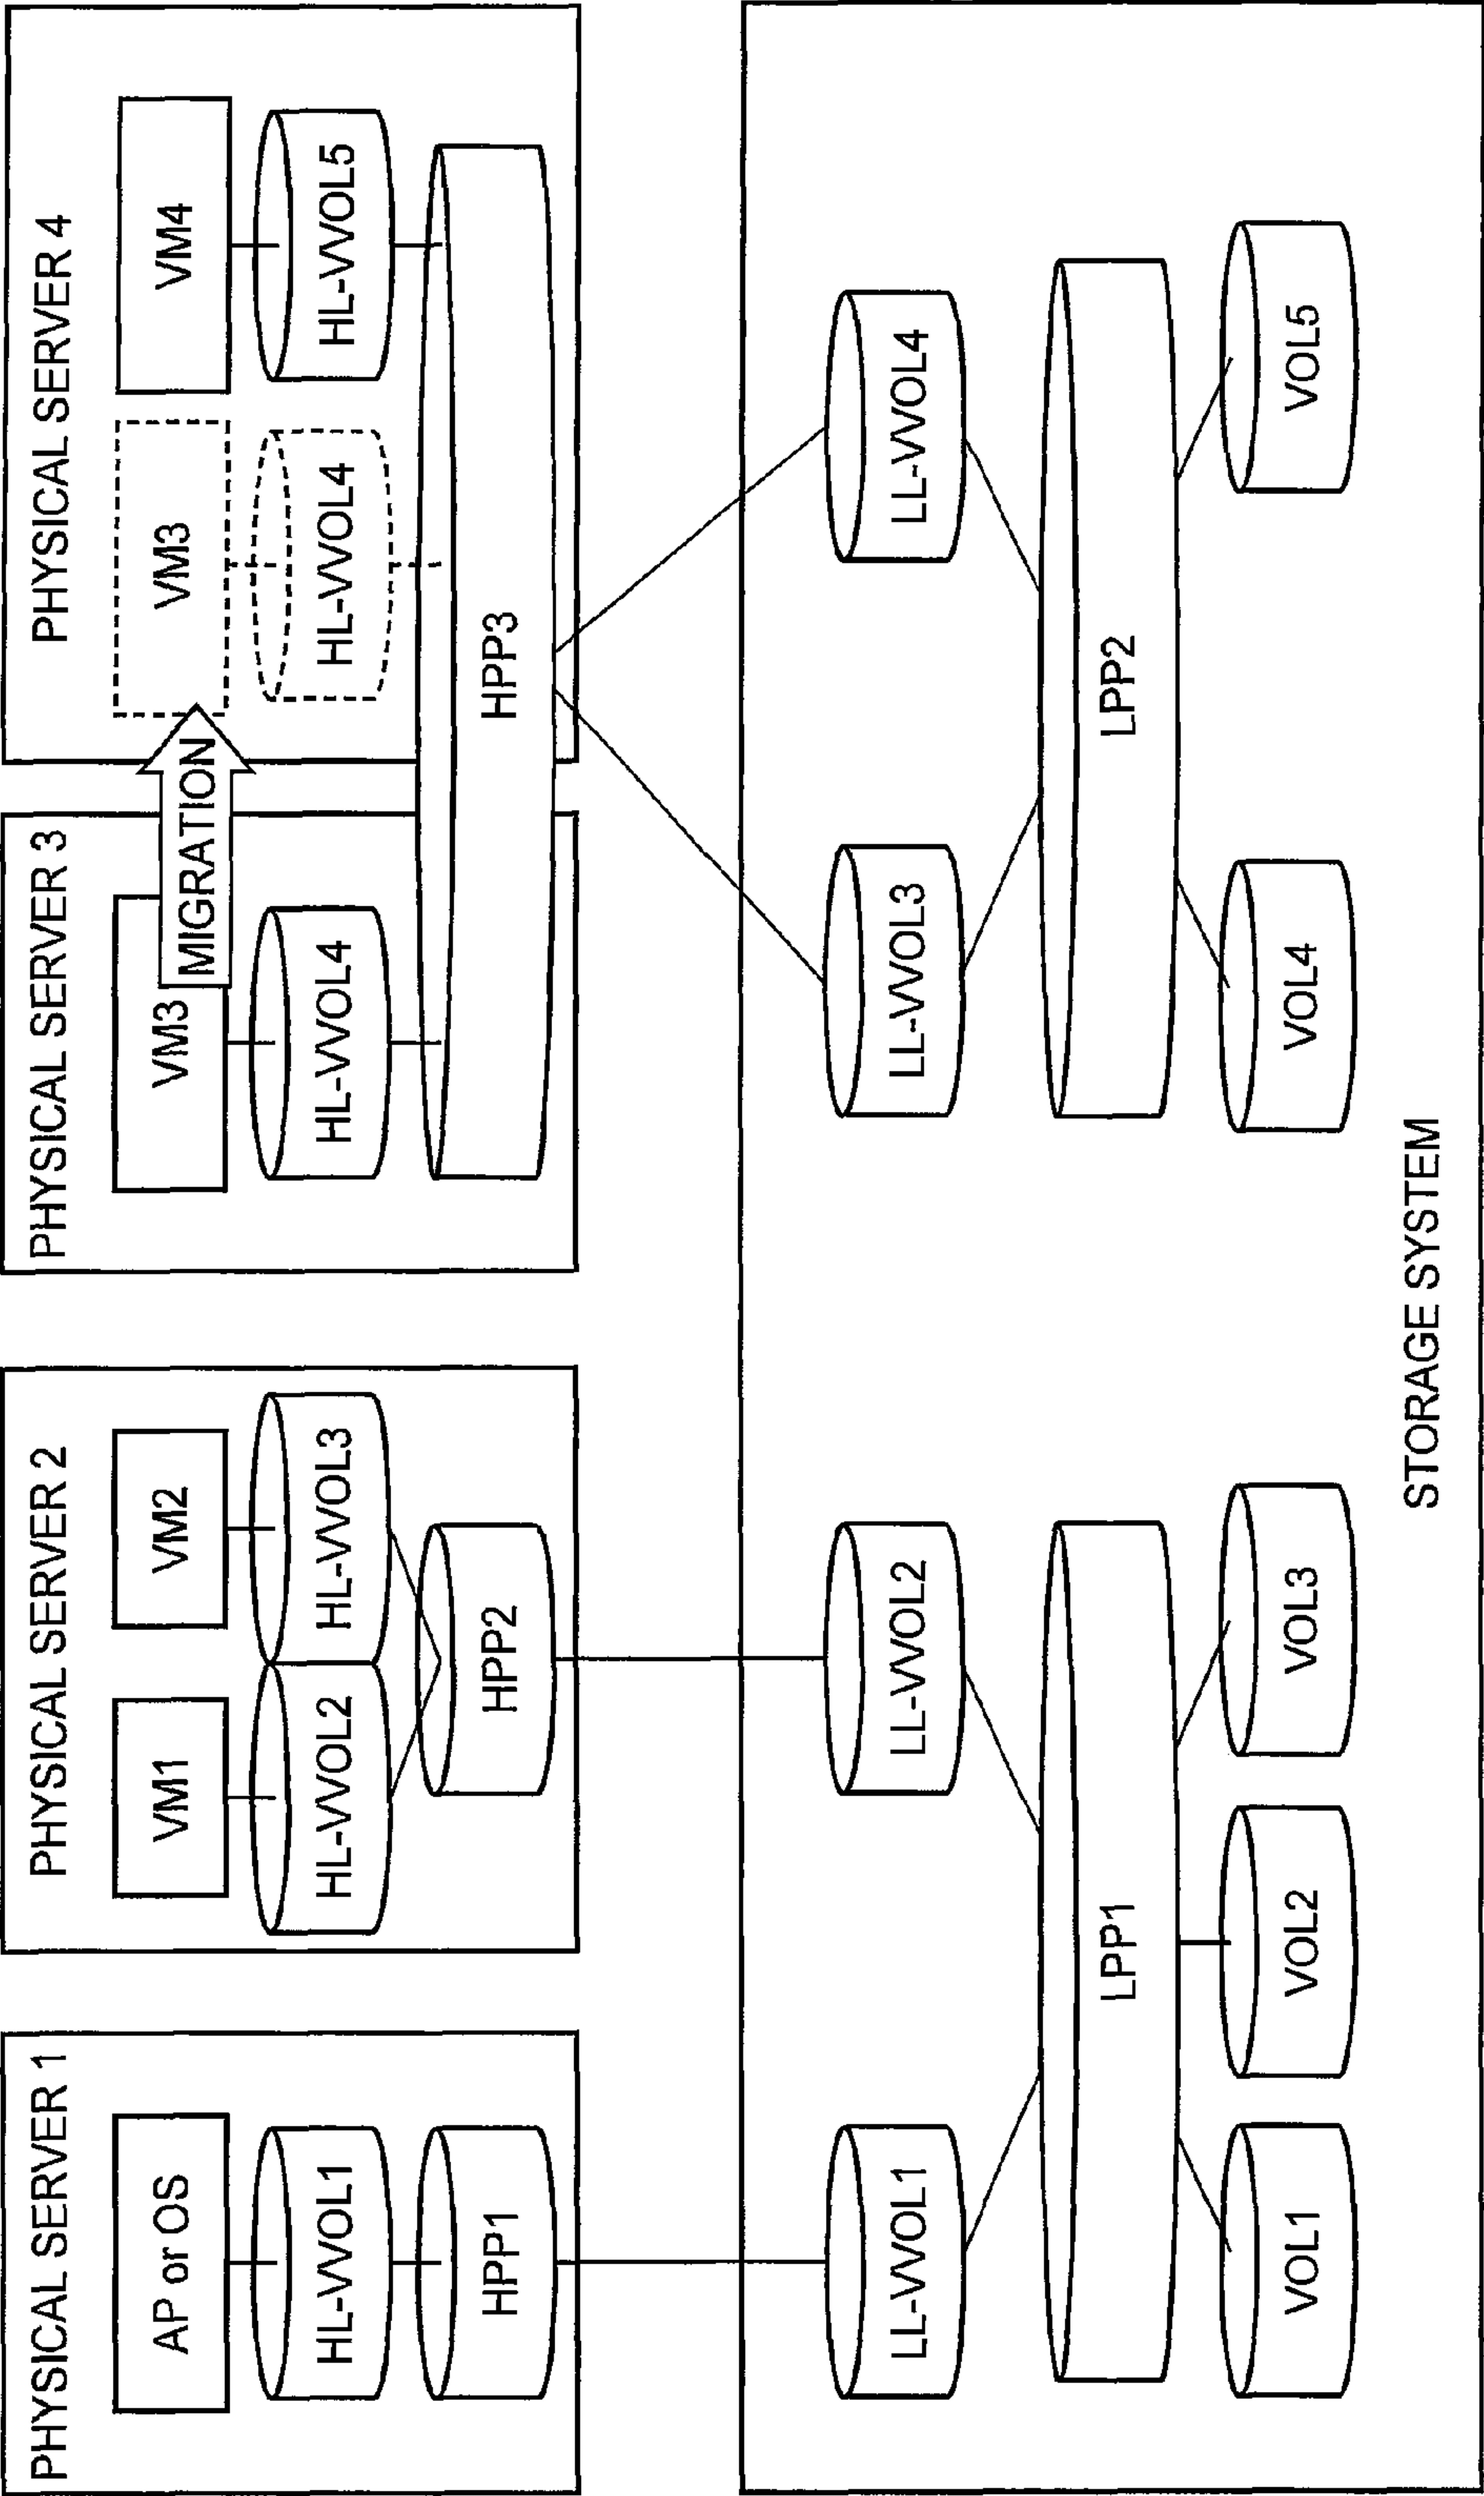 PHYSICAL SERVER 1
AP or OS
HL-VVOL1
HPP1
PHYSICAL SERVER 2
VM1
VM2
HL-VVOL2
HL-VVOL3
HPP2
PHYSICAL SERVER 3
VM3
MIGRATION
HL-VVOL4
PHYSICAL SERVER 4
VM3
VM4
HL-VVOL4
HL-VVOL5
HPP3
LL-VVOL1
LL-VVOL2
LL-VVOL3
LL-VVOL4
LPP1
LPP2
VOL1
VOL2
VOL3
VOL4
VOL5
STORAGE SYSTEM